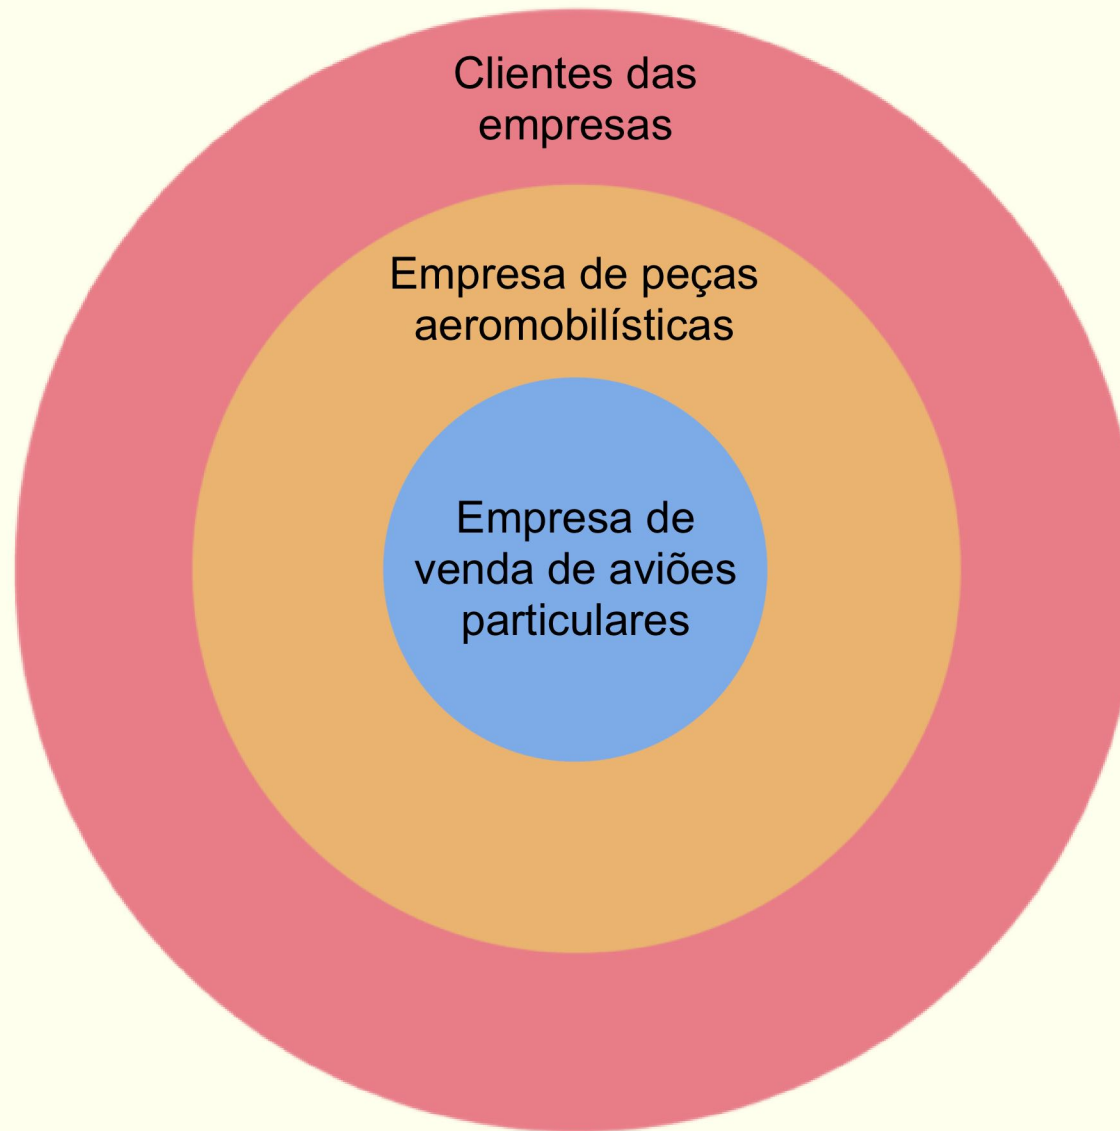 Clientes das
empresas
Empresa de peças
aeromobilísticas
Empresa de
venda de aviões
particulares